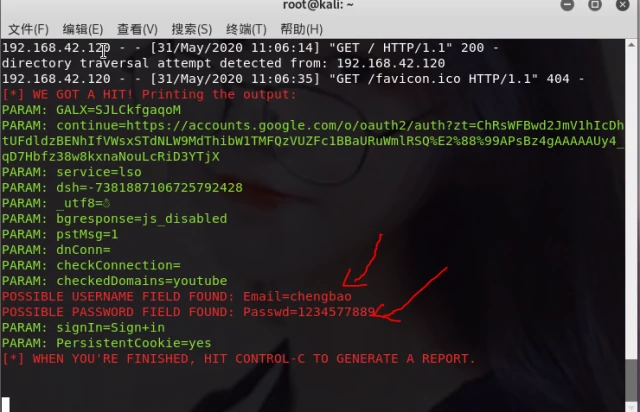 root@kali: ~
文件(F) 编辑(E) 查看(V) 搜索(S) 终端(T) 帮助(H)
192.168.42.120 - - [31/May/2020 11:06:14] "GET / HTTP/1.1" 200 -
directory traversal attempt detected from: 192.168.42.120
192.168.42.120 - - [31/May/2020 11:06:35] "GET /favicon.ico HTTP/1.1" 404 -
[*] WE GOT A HIT! Printing the output:
PARAM: GALX=SJLCkfgaqoM
PARAM: continue=https://accounts.google.com/o/oauth2/auth?zt=ChRsWFBwd2JmV1hIcDh
tUFdldzBENhIfVWsxSTdNLW9MdThibW1TMFQzVUZFc1BBaURuWmlRSQ%E2%88%99APsBz4gAAAAAUy4_
qD7Hbfz38w8kxnaNouLcRiD3YTjX
PARAM: service=lso
PARAM: dsh=-7381887106725792428
PARAM: _utf8=☃
PARAM: bgresponse=js_disabled
PARAM: pstMsg=1
PARAM: dnConn=
PARAM: checkConnection=
PARAM: checkedDomains=youtube
POSSIBLE USERNAME FIELD FOUND: Email=chengbao
POSSIBLE PASSWORD FIELD FOUND: Passwd=1234577889
PARAM: signIn=Sign+in
PARAM: PersistentCookie=yes
[*] WHEN YOU'RE FINISHED, HIT CONTROL-C TO GENERATE A REPORT.